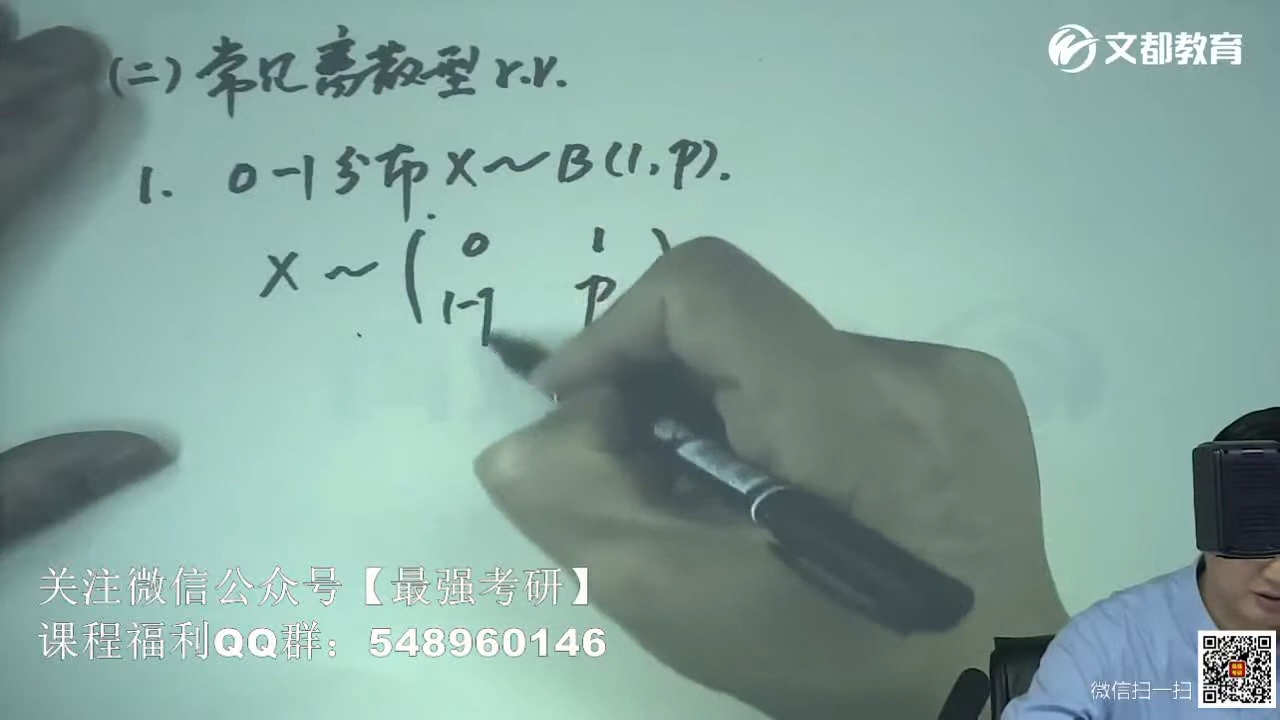 文都教育
(二) 常见离散型 r.v.
1. 0-1分布 X~B(1,p).
X ~ ( 0 1 )
1-p p
关注微信公众号【最强考研】
课程福利QQ群：548960146
微信扫一扫